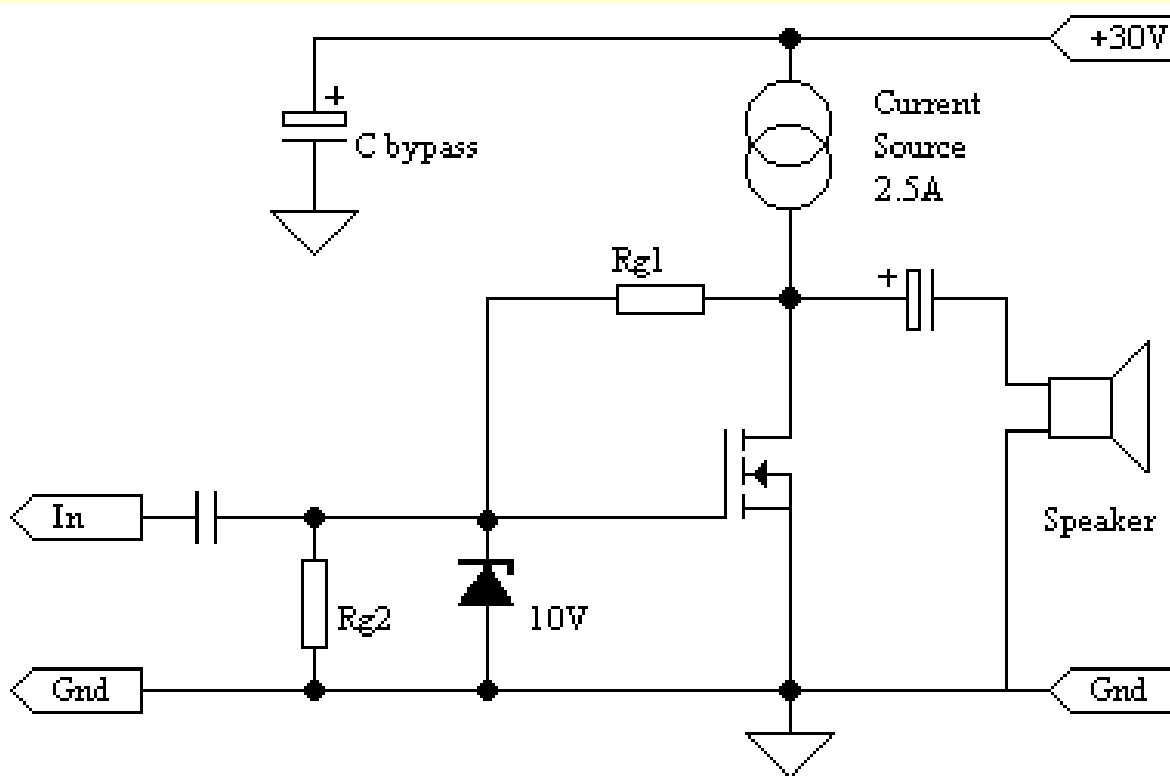 +30V
+
C bypass
Current
Source
2.5A
Rg1
+
In
Speaker
Rg2
10V
Gnd
Gnd